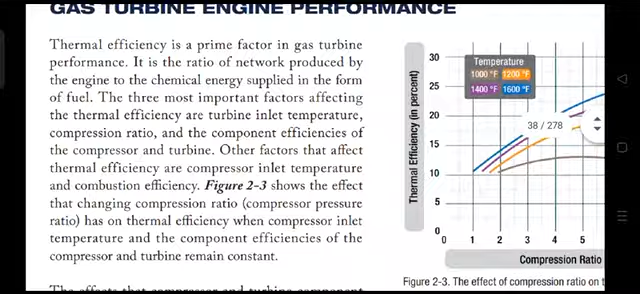 GAS TURBINE ENGINE PERFORMANCE
Thermal efficiency is a prime factor in gas turbine
performance. It is the ratio of network produced by
the engine to the chemical energy supplied in the form
of fuel. The three most important factors affecting
the thermal efficiency are turbine inlet temperature,
compression ratio, and the component efficiencies of
the compressor and turbine. Other factors that affect
thermal efficiency are compressor inlet temperature
and combustion efficiency. Figure 2-3 shows the effect
that changing compression ratio (compressor pressure
ratio) has on thermal efficiency when compressor inlet
temperature and the component efficiencies of the
compressor and turbine remain constant.
The effects that compressor and turbine component
Thermal Efficiency (in percent)
30
25
20
15
10
5
0
Temperature
1000 °F 1200 °F
1400 °F 1600 °F
38 / 278
0 1 2 3 4 5
Compression Ratio
Figure 2-3. The effect of compression ratio on